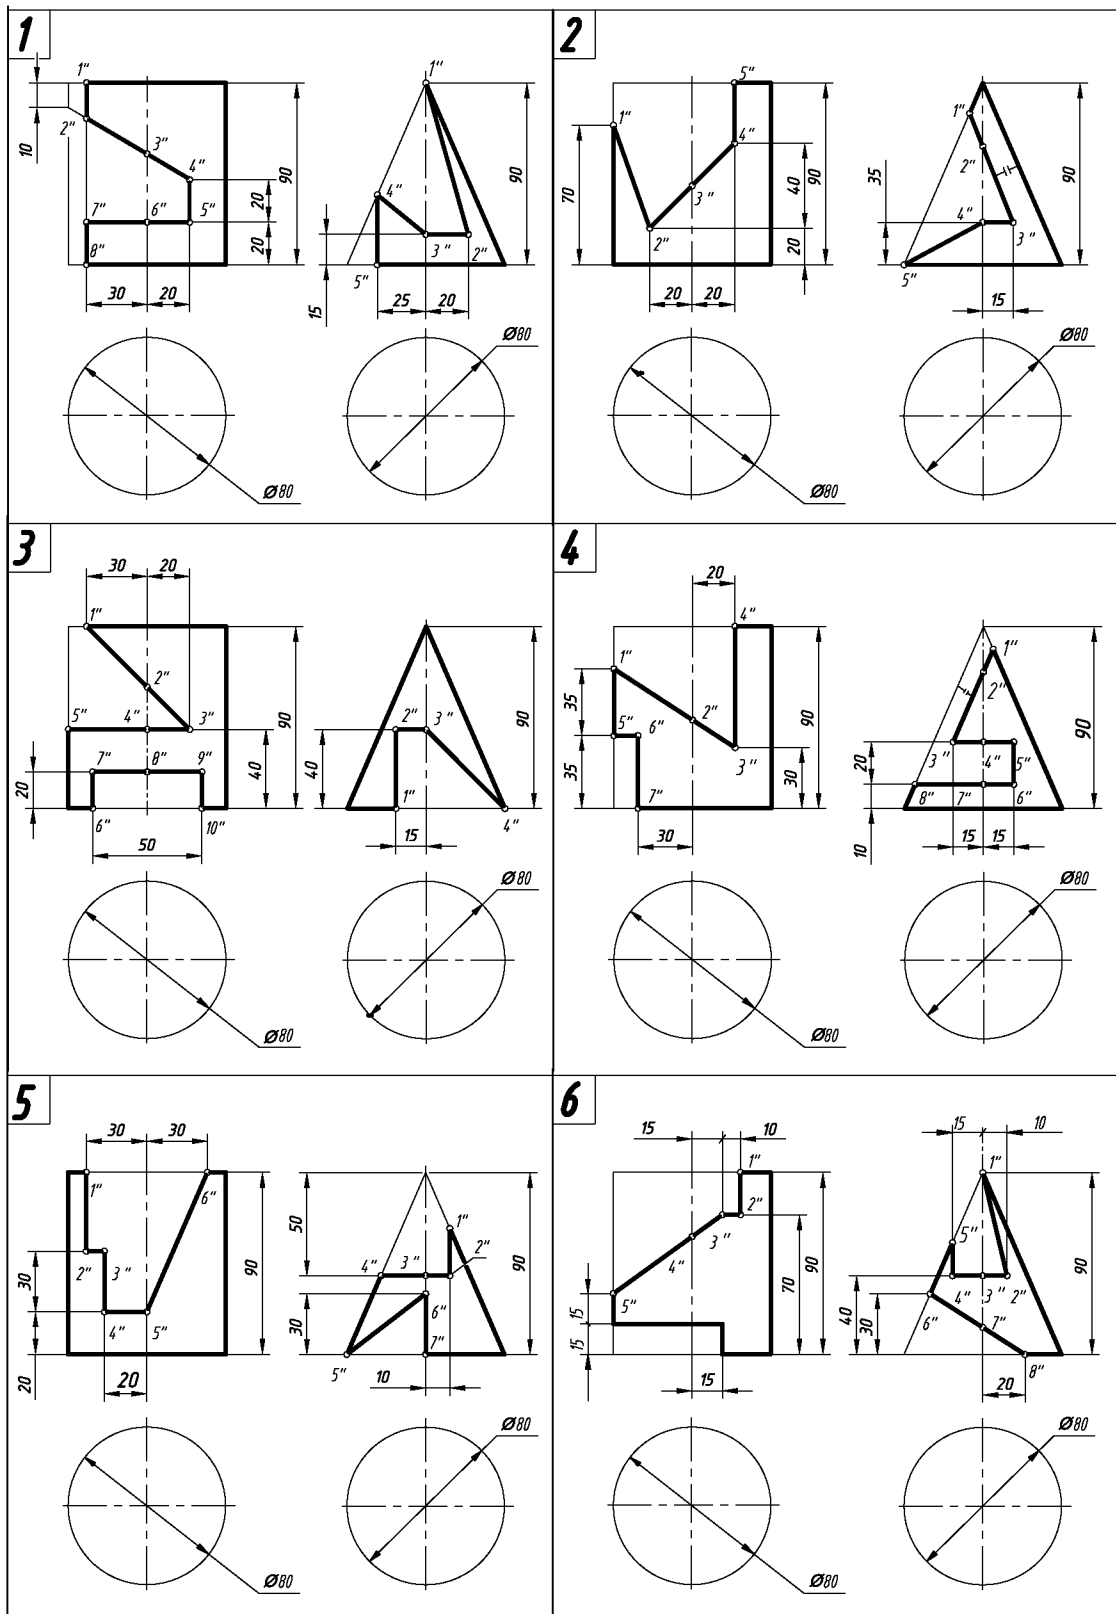 1
1" 1"
10 2" 3" 4" 4" 90 90
7" 6" 5" 20 3" 2"
8" 20 5"
30 20 15 25 20
Ø80 Ø80
2
5" 1"
1" 4" 2"
70 3" 40 90 35 4" 3" 90
2" 20 5"
20 20 15
Ø80 Ø80
3
30 20
1"
2" 90 90
5" 4" 3" 2" 3"
7" 8" 9" 40 40
20 6" 10" 1" 4"
50 15
Ø80 Ø80
4
20
4"
1" 1"
35 2" 90 2" 90
5" 6" 3" 3" 4" 5"
35 7" 30 20 8" 7" 6"
30 10 15 15
Ø80 Ø80
5
30 30
1" 6" 50 1"
2" 3" 90 4" 3" 2" 90
30 4" 5" 30 6"
20 5" 7"
20 10
Ø80 Ø80
6
15 10 15 10
1" 1"
2" 5"
3" 4" 70 90 4" 3" 2" 90
5" 40 30 6" 7"
15 15 8"
15 20
Ø80 Ø80